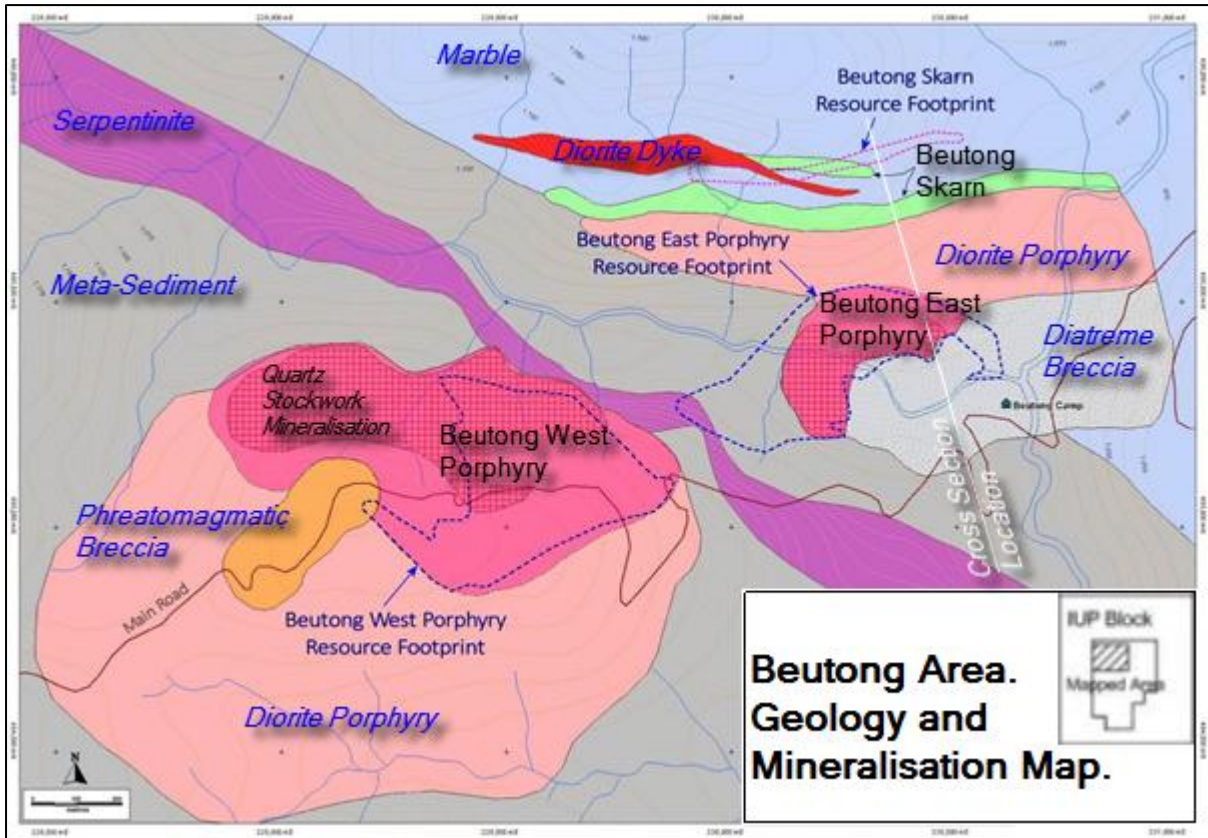 Marble
Beutong Skarn
Resource Footprint
Serpentinite
Diorite Dyke
Beutong
Skarn
Beutong East Porphyry
Resource Footprint
Diorite Porphyry
Meta-Sediment
Beutong East
Porphyry
Diatreme
Breccia
Quartz
Stockwork
Mineralisation
Beutong Camp
Beutong West
Porphyry
Phreatomagmatic
Breccia
Cross Section
Location
Main Road
Beutong West Porphyry
Resource Footprint
IUP Block
Mapped Area
Beutong Area.
Geology and
Mineralisation Map.
Diorite Porphyry
N